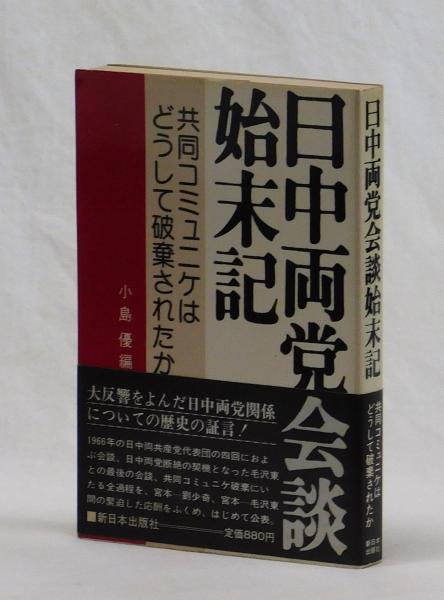 日中両党会談
始末記
共同コミュニケは
どうして破棄されたか
小島 優編
大反響をよんだ日中両党関係
についての歴史の証言！
1966年の日中両共産党代表団の四回におよ
ぶ会談、日中両党断絶の契機となった毛沢東
との最後の会談、共同コミュニケ破棄にい
たる全過程を、宮本―劉少奇、宮本―毛沢東
間の緊迫した応酬をふくめ、はじめて公表。
新日本出版社――定価880円
日中両党会談始末記
共同コミュニケは
どうして破棄されたか
新日本
出版社